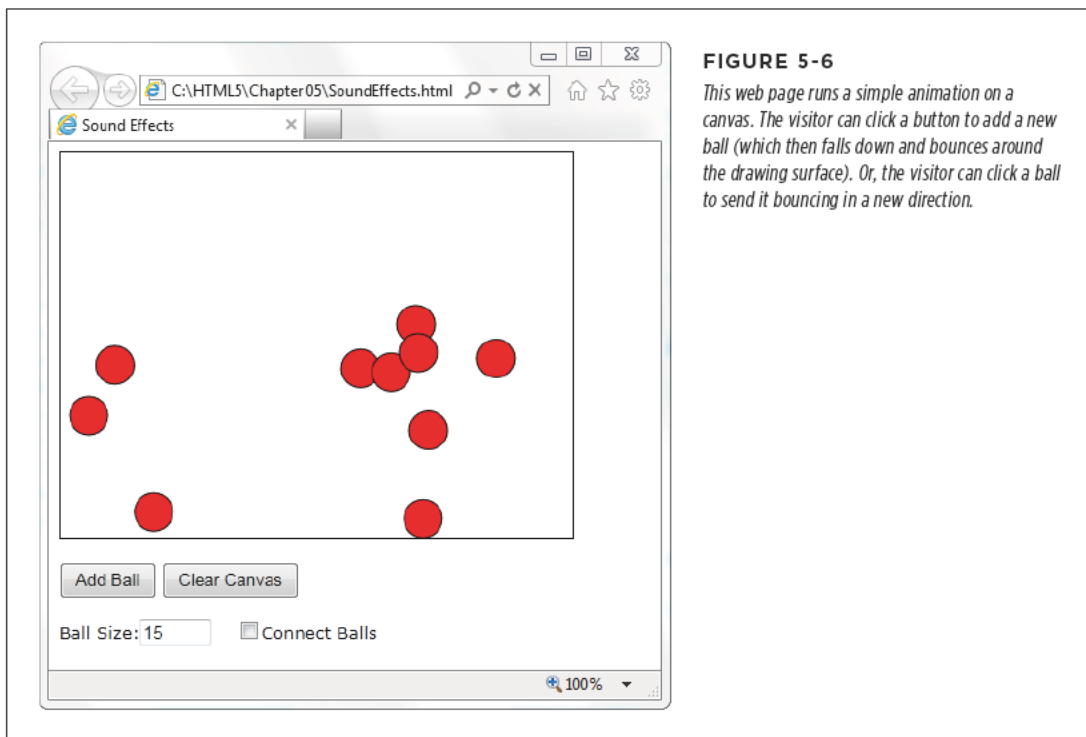 C:\HTML5\Chapter05\SoundEffects.html
Sound Effects
Add Ball
Clear Canvas
Ball Size: 15
Connect Balls
100%
FIGURE 5-6
This web page runs a simple animation on a
canvas. The visitor can click a button to add a new
ball (which then falls down and bounces around
the drawing surface). Or, the visitor can click a ball
to send it bouncing in a new direction.